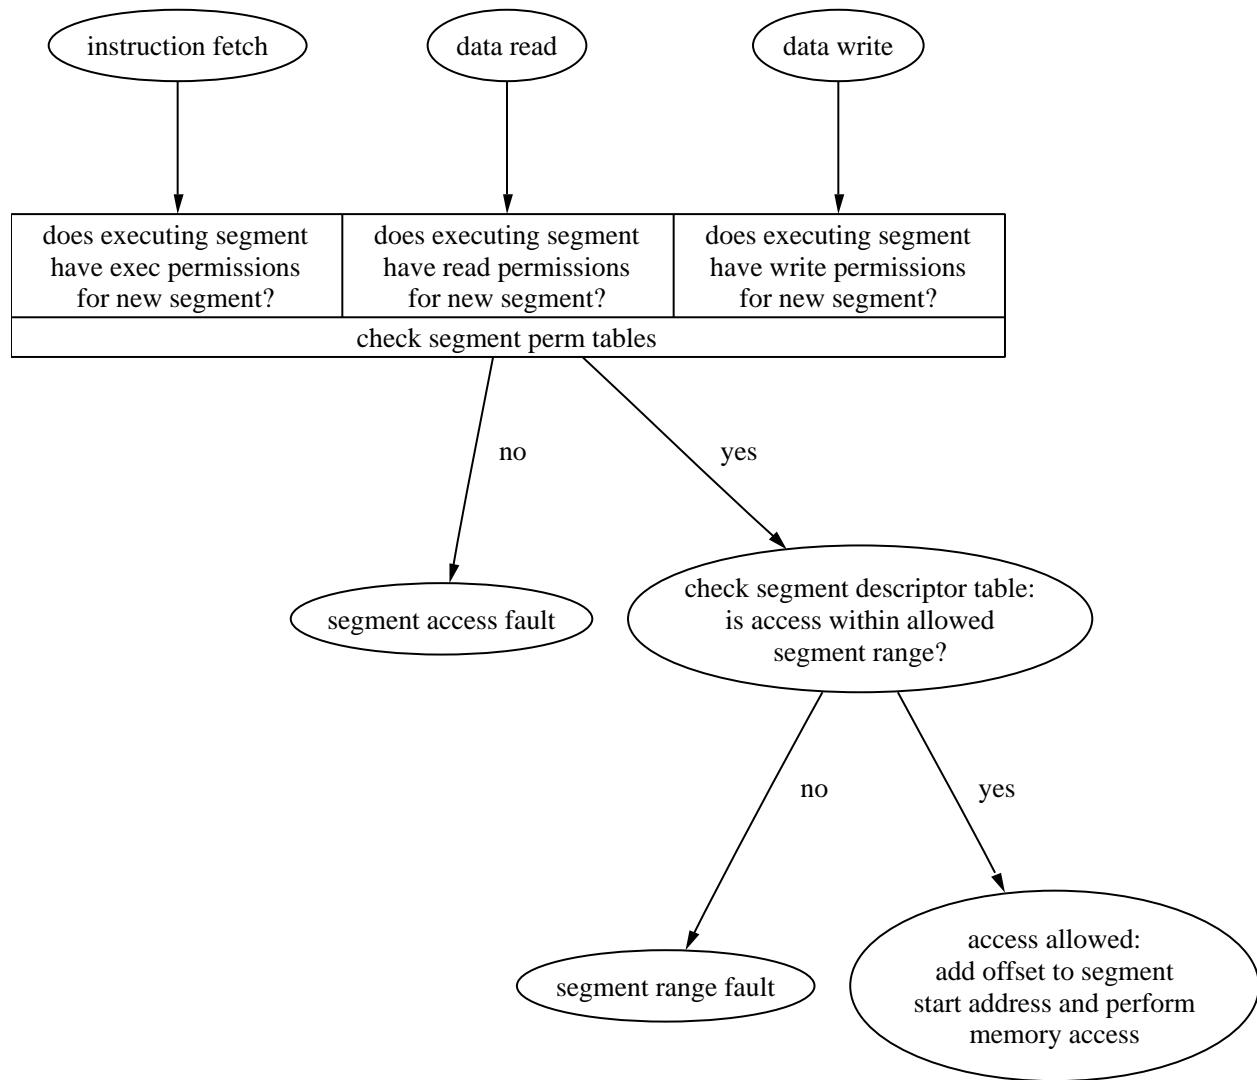 instruction fetch
data read
data write
does executing segment
have exec permissions
for new segment?
does executing segment
have read permissions
for new segment?
does executing segment
have write permissions
for new segment?
check segment perm tables
no
yes
segment access fault
check segment descriptor table:
is access within allowed
segment range?
no
yes
segment range fault
access allowed:
add offset to segment
start address and perform
memory access